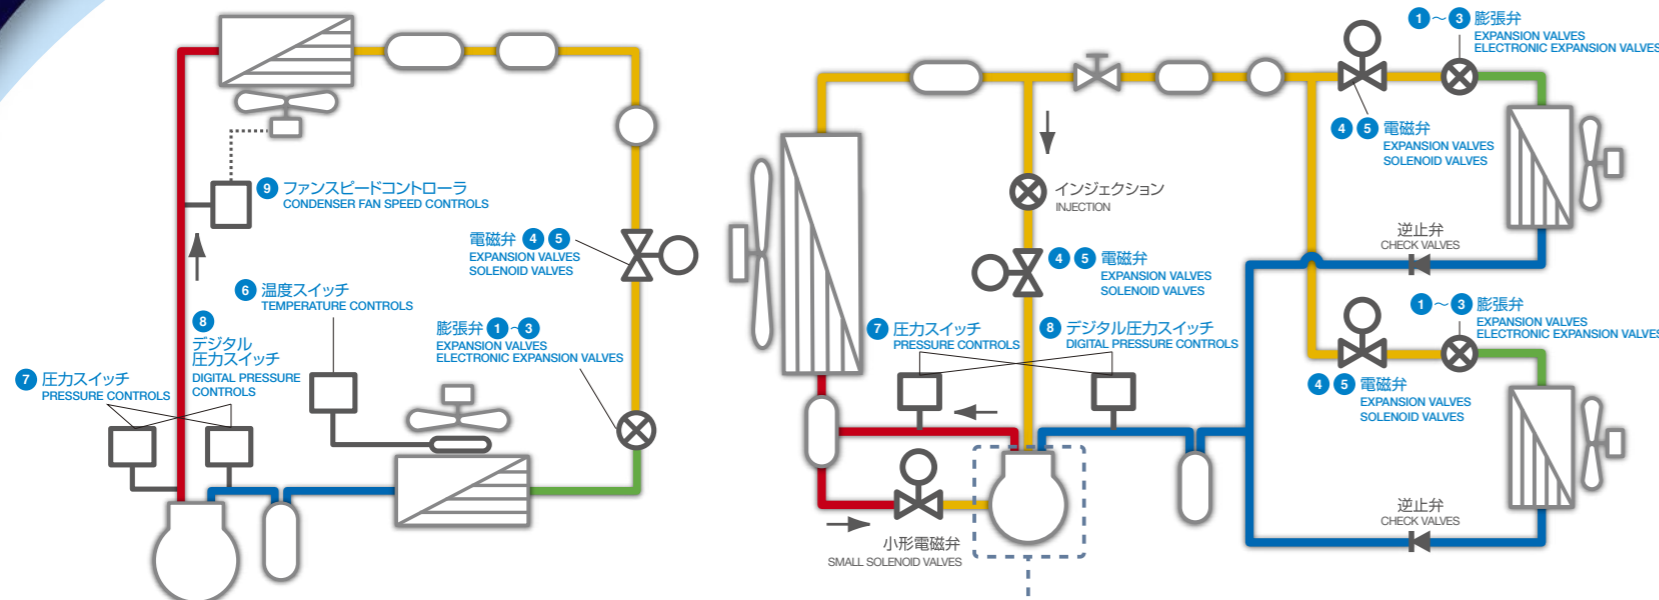 9 ファンスピードコントローラ
CONDENSER FAN SPEED CONTROLS
電磁弁 4 5
EXPANSION VALVES
SOLENOID VALVES
6 温度スイッチ
TEMPERATURE CONTROLS
8
デジタル
圧力スイッチ
DIGITAL PRESSURE
CONTROLS
7 圧力スイッチ
PRESSURE CONTROLS
膨張弁 1~3
EXPANSION VALVES
ELECTRONIC EXPANSION VALVES
1~3 膨張弁
EXPANSION VALVES
ELECTRONIC EXPANSION VALVES
4 5 電磁弁
EXPANSION VALVES
SOLENOID VALVES
インジェクション
INJECTION
逆止弁
CHECK VALVES
4 5 電磁弁
EXPANSION VALVES
SOLENOID VALVES
1~3 膨張弁
EXPANSION VALVES
ELECTRONIC EXPANSION VALVES
7 圧力スイッチ
PRESSURE CONTROLS
8 デジタル圧力スイッチ
DIGITAL PRESSURE CONTROLS
4 5 電磁弁
EXPANSION VALVES
SOLENOID VALVES
逆止弁
CHECK VALVES
小形電磁弁
SMALL SOLENOID VALVES